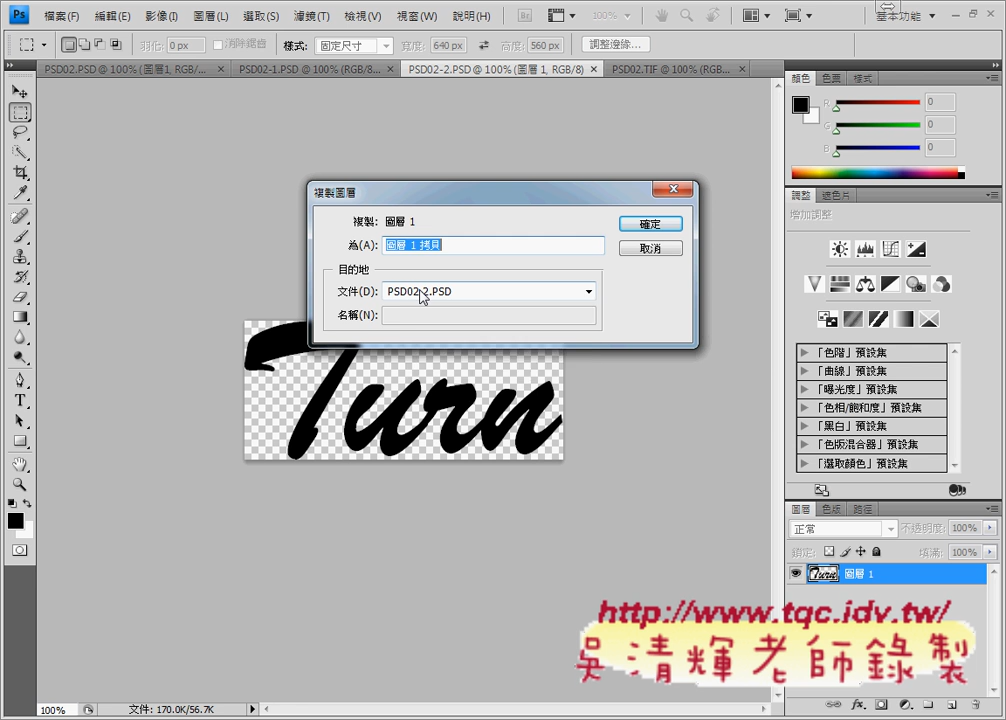 Ps 檔案(F) 編輯(E) 影像(I) 圖層(L) 選取(S) 濾鏡(T) 檢視(V) 視窗(W) 說明(H) Br 100% 基本功能
羽化: 0 px 消除鋸齒 樣式: 固定尺寸 寬度: 640 px 高度: 560 px 調整邊緣...
PSD02.PSD @ 100% (圖層1, RGB/... × PSD02-1.PSD @ 100% (RGB/8... × PSD02-2.PSD @ 100% (圖層 1, RGB/8) × PSD02.TIF @ 100% (RGB/8... ×
顏色 色票 樣式
R 0
G 0
B 0
調整 遮色片
增加調整
複製圖層
複製: 圖層 1
為(A): 圖層 1 拷貝
目的地
文件(D): PSD02-2.PSD
名稱(N):
確定
取消
Turn
「色階」預設集
「曲線」預設集
「曝光度」預設集
「色相/飽和度」預設集
「黑白」預設集
「色版混合器」預設集
「選取顏色」預設集
圖層 色版 路徑
正常 不透明度: 100%
鎖定: 填滿: 100%
Turn 圖層 1
http://www.tqc.idv.tw/
吳清輝老師錄製
100% 文件: 170.0K/56.7K